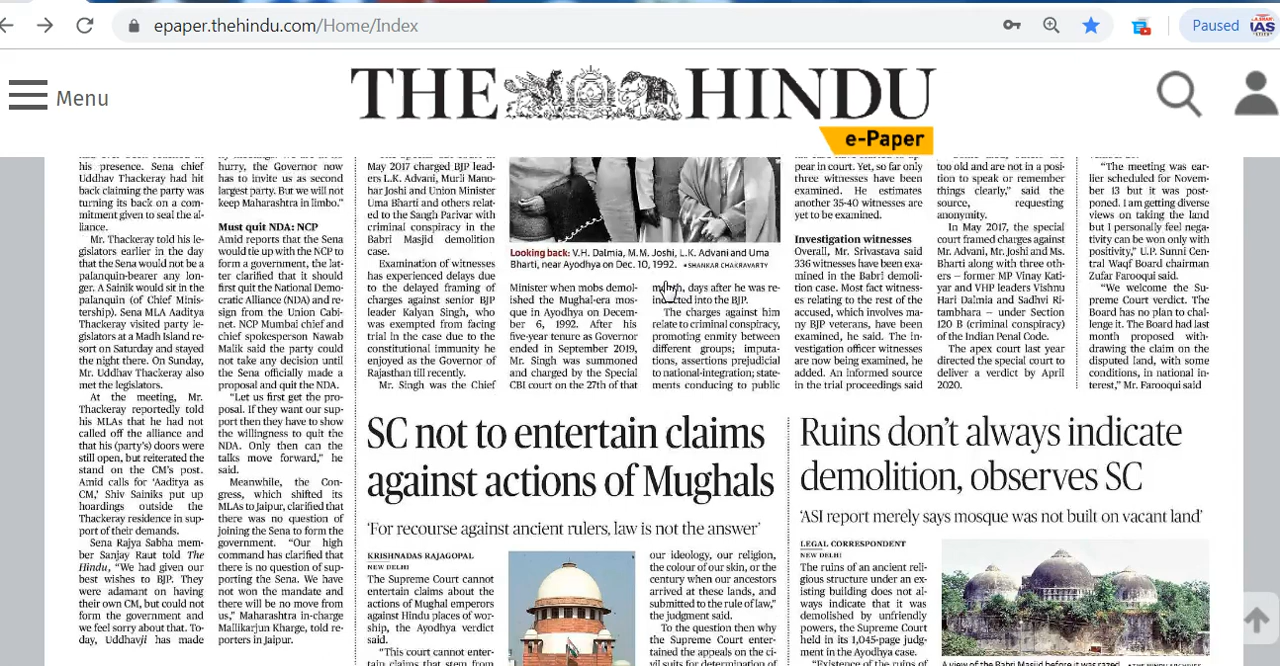 epaper.thehindu.com/Home/Index
Paused
IAS
Menu
THE HINDU
e-Paper
his presence. Sena chief
Uddhav Thackeray had hit
back claiming the party was
turning its back on a com-
mitment given to seal the al-
liance.
Mr. Thackeray told his le-
gislators earlier in the day
that the Sena would not be a
palanquin-bearer any lon-
ger. A Sainik would sit in the
palanquin (of Chief Minis-
tership). Sena MLA Aaditya
Thackeray visited party le-
gislators at a Madh Island re-
sort on Saturday and stayed
the night there. On Sunday,
Mr. Uddhav Thackeray also
met the legislators.
At the meeting, Mr.
Thackeray reportedly told
his MLAs that he had not
called off the alliance and
that his (party's) doors were
still open, but reiterated the
stand on the CM's post.
Amid calls for 'Aaditya as
CM,' Shiv Sainiks put up
hoardings outside the
Thackeray residence in sup-
port of their demands.
Sena Rajya Sabha mem-
ber Sanjay Raut told The
Hindu, "We had given our
best wishes to BJP. They
were adamant on having
their own CM, but could not
form the government and
we feel sorry about that. To-
day, Uddhavji has made
hurry, the Governor now
has to invite us as second
largest party. But we will not
keep Maharashtra in limbo."
Must quit NDA: NCP
Amid reports that the Sena
would tie up with the NCP to
form a government, the lat-
ter clarified that it should
first quit the National Demo-
cratic Alliance (NDA) and re-
sign from the Union Cabi-
net. NCP Mumbai chief and
chief spokesperson Nawab
Malik said the party could
not take any decision until
the Sena officially made a
proposal and quit the NDA.
"Let us first get the pro-
posal. If they want our sup-
port then they have to show
the willingness to quit the
NDA. Only then can the
talks move forward," he
said.
Meanwhile, the Con-
gress, which shifted its
MLAs to Jaipur, clarified that
there was no question of
joining the Sena to form the
government. "Our high
command has clarified that
there is no question of sup-
porting the Sena. We have
not won the mandate and
there will be no move from
us," Maharashtra in-charge
Mallikarjun Kharge, told re-
porters in Jaipur.
May 2017 charged BJP lead-
ers L.K. Advani, Murli Mano-
har Joshi and Union Minister
Uma Bharti and others relat-
ed to the Sangh Parivar with
criminal conspiracy in the
Babri Masjid demolition
case.
Examination of witnesses
has experienced delays due
to the delayed framing of
charges against senior BJP
leader Kalyan Singh, who
was exempted from facing
trial in the case due to the
constitutional immunity he
enjoyed as the Governor of
Rajasthan till recently.
Mr. Singh was the Chief
Looking back: V.H. Dalmia, M.M. Joshi, L.K. Advani and Uma
Bharti, near Ayodhya on Dec. 10, 1992. •SHANKAR CHAKRAVARTY
Minister when mobs demol-
ished the Mughal-era mos-
que in Ayodhya on Decem-
ber 6, 1992. After his
five-year tenure as Governor
ended in September 2019,
Mr. Singh was summoned
and charged by the Special
CBI court on the 27th of that
month, days after he was re-
inducted into the BJP.
The charges against him
relate to criminal conspiracy,
promoting enmity between
different groups; imputa-
tions, assertions prejudicial
to national-integration; state-
ments conducing to public
pear in court. Yet, so far only
three witnesses have been
examined. He estimates
another 35-40 witnesses are
yet to be examined.
Investigation witnesses
Overall, Mr. Srivastava said
336 witnesses have been exa-
mined in the Babri demoli-
tion case. Most fact witness-
es relating to the rest of the
accused, which involves ma-
ny BJP veterans, have been
examined, he said. The in-
vestigation officer witnesses
are now being examined, he
added. An informed source
in the trial proceedings said
too old and are not in a posi-
tion to speak or remember
things clearly," said the
source, requesting
anonymity.
In May 2017, the special
court framed charges against
Mr. Advani, Mr. Joshi and Ms.
Bharti along with three oth-
ers – former MP Vinay Kati-
yar and VHP leaders Vishnu
Hari Dalmia and Sadhvi Ri-
tambhara – under Section
120 B (criminal conspiracy)
of the Indian Penal Code.
The apex court last year
directed the special court to
deliver a verdict by April
2020.
"The meeting was ear-
lier scheduled for Novem-
ber 13 but it was post-
poned. I am getting diverse
views on taking the land
but I personally feel nega-
tivity can be won only with
positivity," U.P. Sunni Cen-
tral Waqf Board chairman
Zufar Farooqui said.
"We welcome the Su-
preme Court verdict. The
Board has no plan to chal-
lenge it. The Board had last
month proposed with-
drawing the claim on the
disputed land, with some
conditions, in national in-
terest," Mr. Farooqui said
SC not to entertain claims
against actions of Mughals
'For recourse against ancient rulers, law is not the answer'
KRISHNADAS RAJAGOPAL
NEW DELHI
The Supreme Court cannot
entertain claims about the
actions of Mughal emperors
against Hindu places of wor-
ship, the Ayodhya verdict
said.
"This court cannot enter-
tain claims that stem from
our ideology, our religion,
the colour of our skin, or the
century when our ancestors
arrived at these lands, and
submitted to the rule of law,"
the judgment said.
To the question then why
the Supreme Court enter-
tained the appeals on the ci-
vil suits for determination of
Ruins don't always indicate
demolition, observes SC
'ASI report merely says mosque was not built on vacant land'
LEGAL CORRESPONDENT
NEW DELHI
The ruins of an ancient reli-
gious structure under an ex-
isting building does not al-
ways indicate that it was
demolished by unfriendly
powers, the Supreme Court
held in its 1,045-page judg-
ment in the Ayodhya case.
"Existence of the ruins of
A view of the Babri Masjid before it was razed.